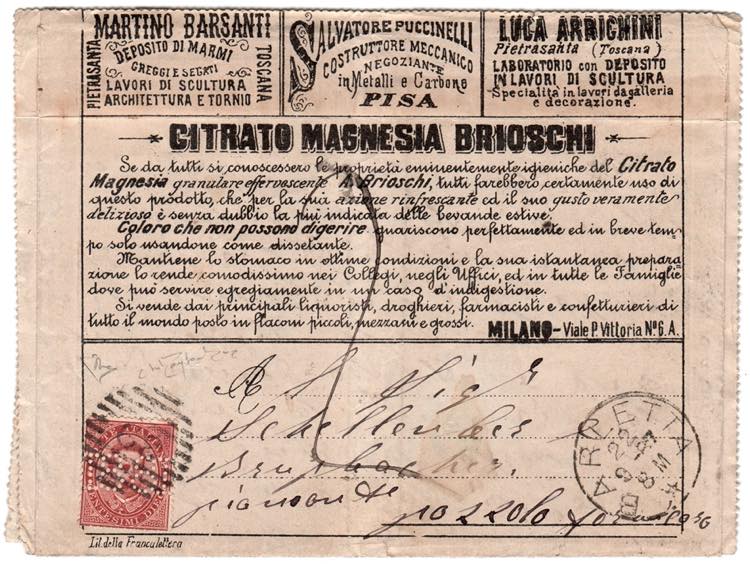 PIETRASANTA
MARTINO BARSANTI
DEPOSITO DI MARMI
GREGGI E SEGATI
LAVORI DI SCULTURA
ARCHITETTURA E TORNIO
TOSCANA
SALVATORE PUCCINELLI
COSTRUTTORE MECCANICO
NEGOZIANTE
in Metalli e Carbone
PISA
LUCA ARRIGHINI
Pietrasanta (Toscana)
LABORATORIO con DEPOSITO
IN LAVORI DI SCULTURA
Specialità in lavori da galleria
e decorazione.
CITRATO MAGNESIA BRIOSCHI
Se da tutti si conoscessero le proprietà eminentemente igieniche del Citrato
Magnesia granulare effervescente A. Brioschi, tutti farebbero certamente uso di
questo prodotto, che per la sua azione rinfrescante ed il suo gusto veramente
delizioso è senza dubbio la più indicata delle bevande estive.
Coloro che non possono digerire guariscono perfettamente ed in breve tem-
po solo usandone come dissetante.
Mantiene lo stomaco in ottime condizioni e la sua istantanea prepara-
zione lo rende comodissimo nei Collegi, negli Uffici, ed in tutte le Famiglie
dove può servire egregiamente in un caso d'indigestione.
Si vende dai principali liquoristi, droghieri, farmacisti e confetturieri di
tutto il mondo posto in flaconi piccoli, mezzani e grossi.
MILANO - Viale P. Vittoria Nº 6. A.
BARLETTA
9 22
8 M
pozzolo
Lit. della Francalettera